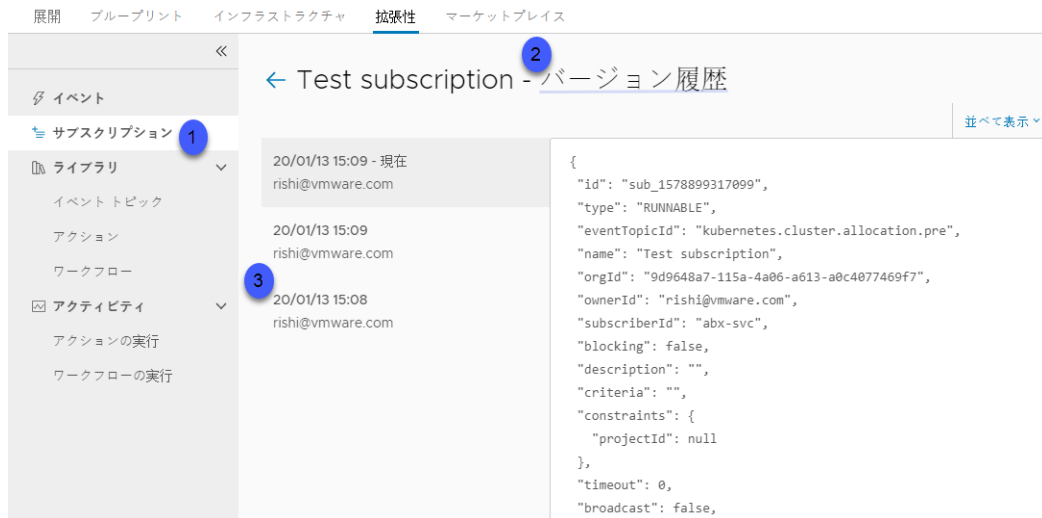 展開 ブループリント インフラストラクチャ 拡張性 マーケットプレイス
«
イベント
サブスクリプション 1
ライブラリ
イベント トピック
アクション
ワークフロー
アクティビティ
アクションの実行
ワークフローの実行
2
← Test subscription - バージョン履歴
並べて表示
20/01/13 15:09 - 現在
rishi@vmware.com
20/01/13 15:09
rishi@vmware.com
3
20/01/13 15:08
rishi@vmware.com
{
"id": "sub_1578899317099",
"type": "RUNNABLE",
"eventTopicId": "kubernetes.cluster.allocation.pre",
"name": "Test subscription",
"orgId": "9d9648a7-115a-4a06-a613-a0c4077469f7",
"ownerId": "rishi@vmware.com",
"subscriberId": "abx-svc",
"blocking": false,
"description": "",
"criteria": "",
"constraints": {
"projectId": null
},
"timeout": 0,
"broadcast": false,